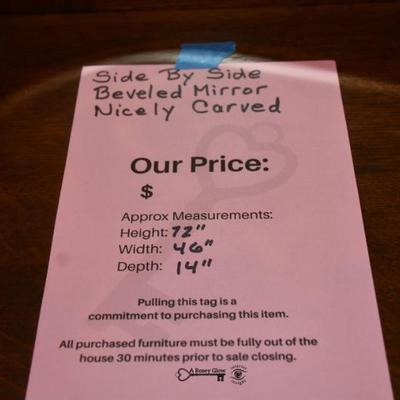 Side By Side
Beveled Mirror
Nicely Carved
Our Price:
$
Approx Measurements:
Height: 72"
Width: 46"
Depth: 14"
Pulling this tag is a
commitment to purchasing this item.
All purchased furniture must be fully out of the
house 30 minutes prior to sale closing.
A Rosey Glow